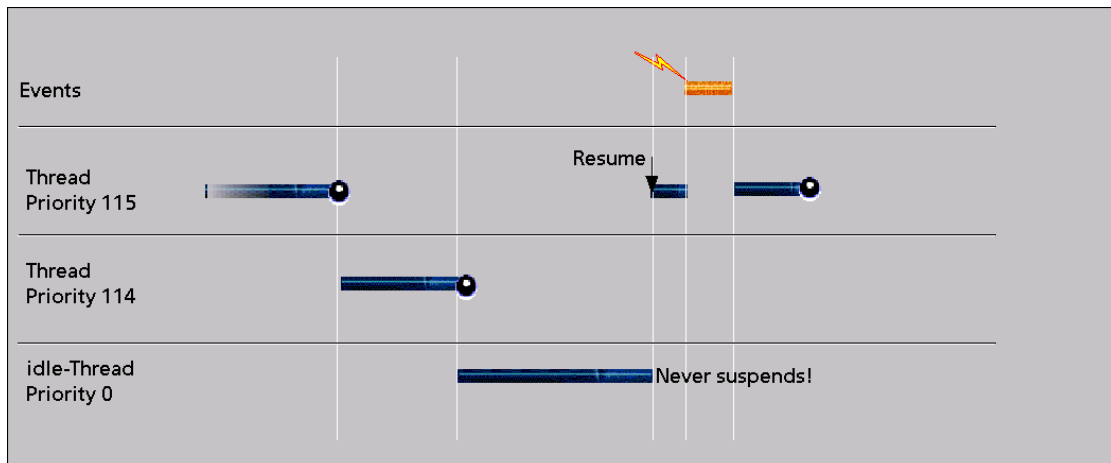 Events
Resume
Thread
Priority 115
Thread
Priority 114
idle-Thread
Priority 0
Never suspends!